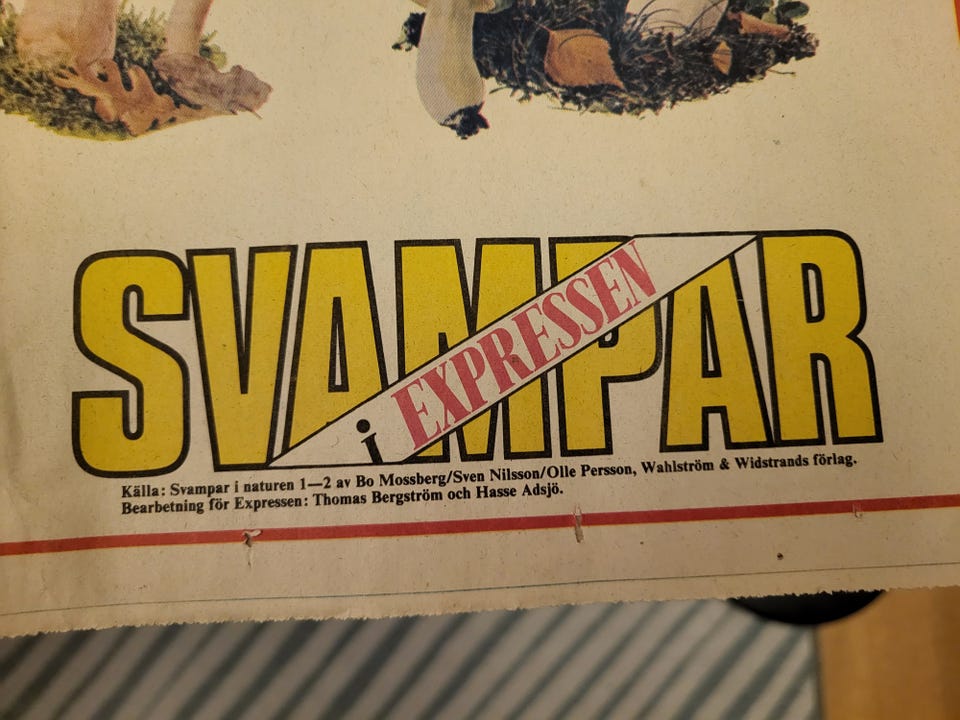 SVAMPAR
i EXPRESSEN
Källa: Svampar i naturen 1—2 av Bo Mossberg/Sven Nilsson/Olle Persson, Wahlström & Widstrands förlag.
Bearbetning för Expressen: Thomas Bergström och Hasse Adsjö.